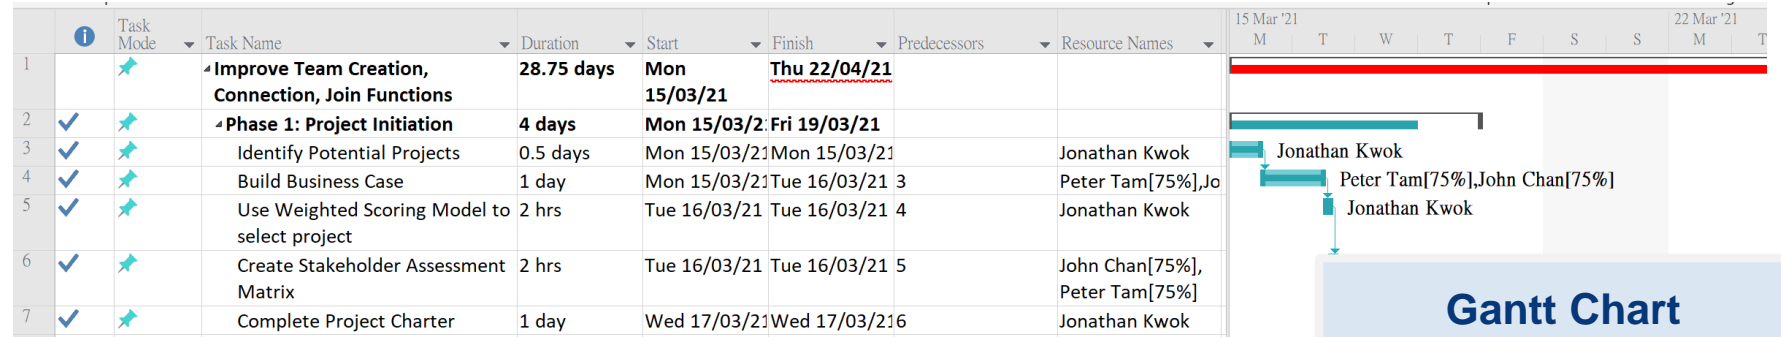 15 Mar '21 22 Mar '21
Task
Mode Task Name Duration Start Finish Predecessors Resource Names M T W T F S S M T
1 Improve Team Creation, 28.75 days Mon Thu 22/04/21
Connection, Join Functions 15/03/21
2 Phase 1: Project Initiation 4 days Mon 15/03/2 Fri 19/03/21
3 Identify Potential Projects 0.5 days Mon 15/03/21 Mon 15/03/21 Jonathan Kwok Jonathan Kwok
4 Build Business Case 1 day Mon 15/03/21 Tue 16/03/21 3 Peter Tam[75%],Jo Peter Tam[75%],John Chan[75%]
5 Use Weighted Scoring Model to 2 hrs Tue 16/03/21 Tue 16/03/21 4 Jonathan Kwok Jonathan Kwok
select project
6 Create Stakeholder Assessment 2 hrs Tue 16/03/21 Tue 16/03/21 5 John Chan[75%],
Matrix Peter Tam[75%]
7 Complete Project Charter 1 day Wed 17/03/21 Wed 17/03/21 6 Jonathan Kwok
Gantt Chart